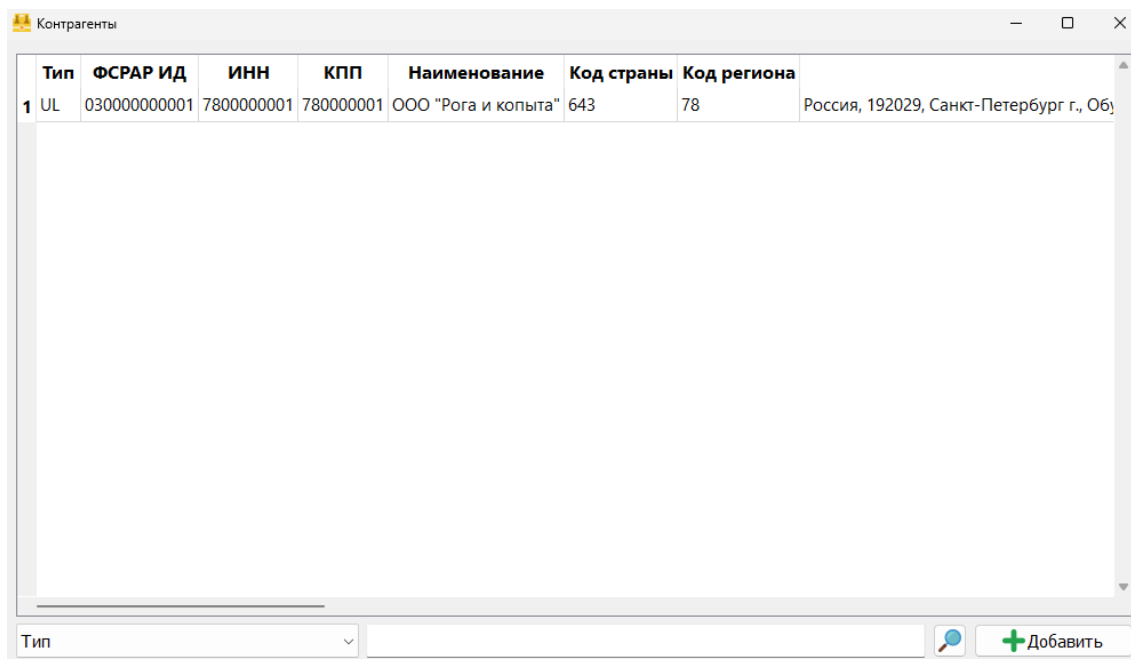 Контрагенты
Тип ФСРАР ИД ИНН КПП Наименование Код страны Код региона
1 UL 030000000001 7800000001 780000001 ООО "Рога и копыта" 643 78 Россия, 192029, Санкт-Петербург г., Обу
Тип Добавить